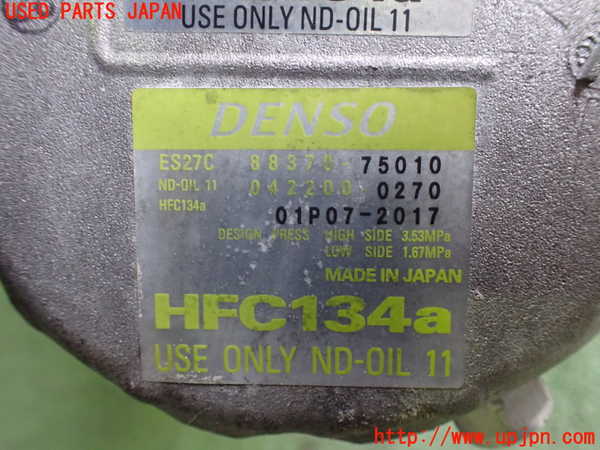 USED PARTS JAPAN
USE ONLY ND-OIL 11
DENSO
ES27C 88370-75010
ND-OIL 11 042200-0270
HFC134a
01P07-2017
DESIGN PRESS HIGH SIDE 3.53MPa
LOW SIDE 1.67MPa
MADE IN JAPAN
HFC134a
USE ONLY ND-OIL 11
http://www.upjpn.com/